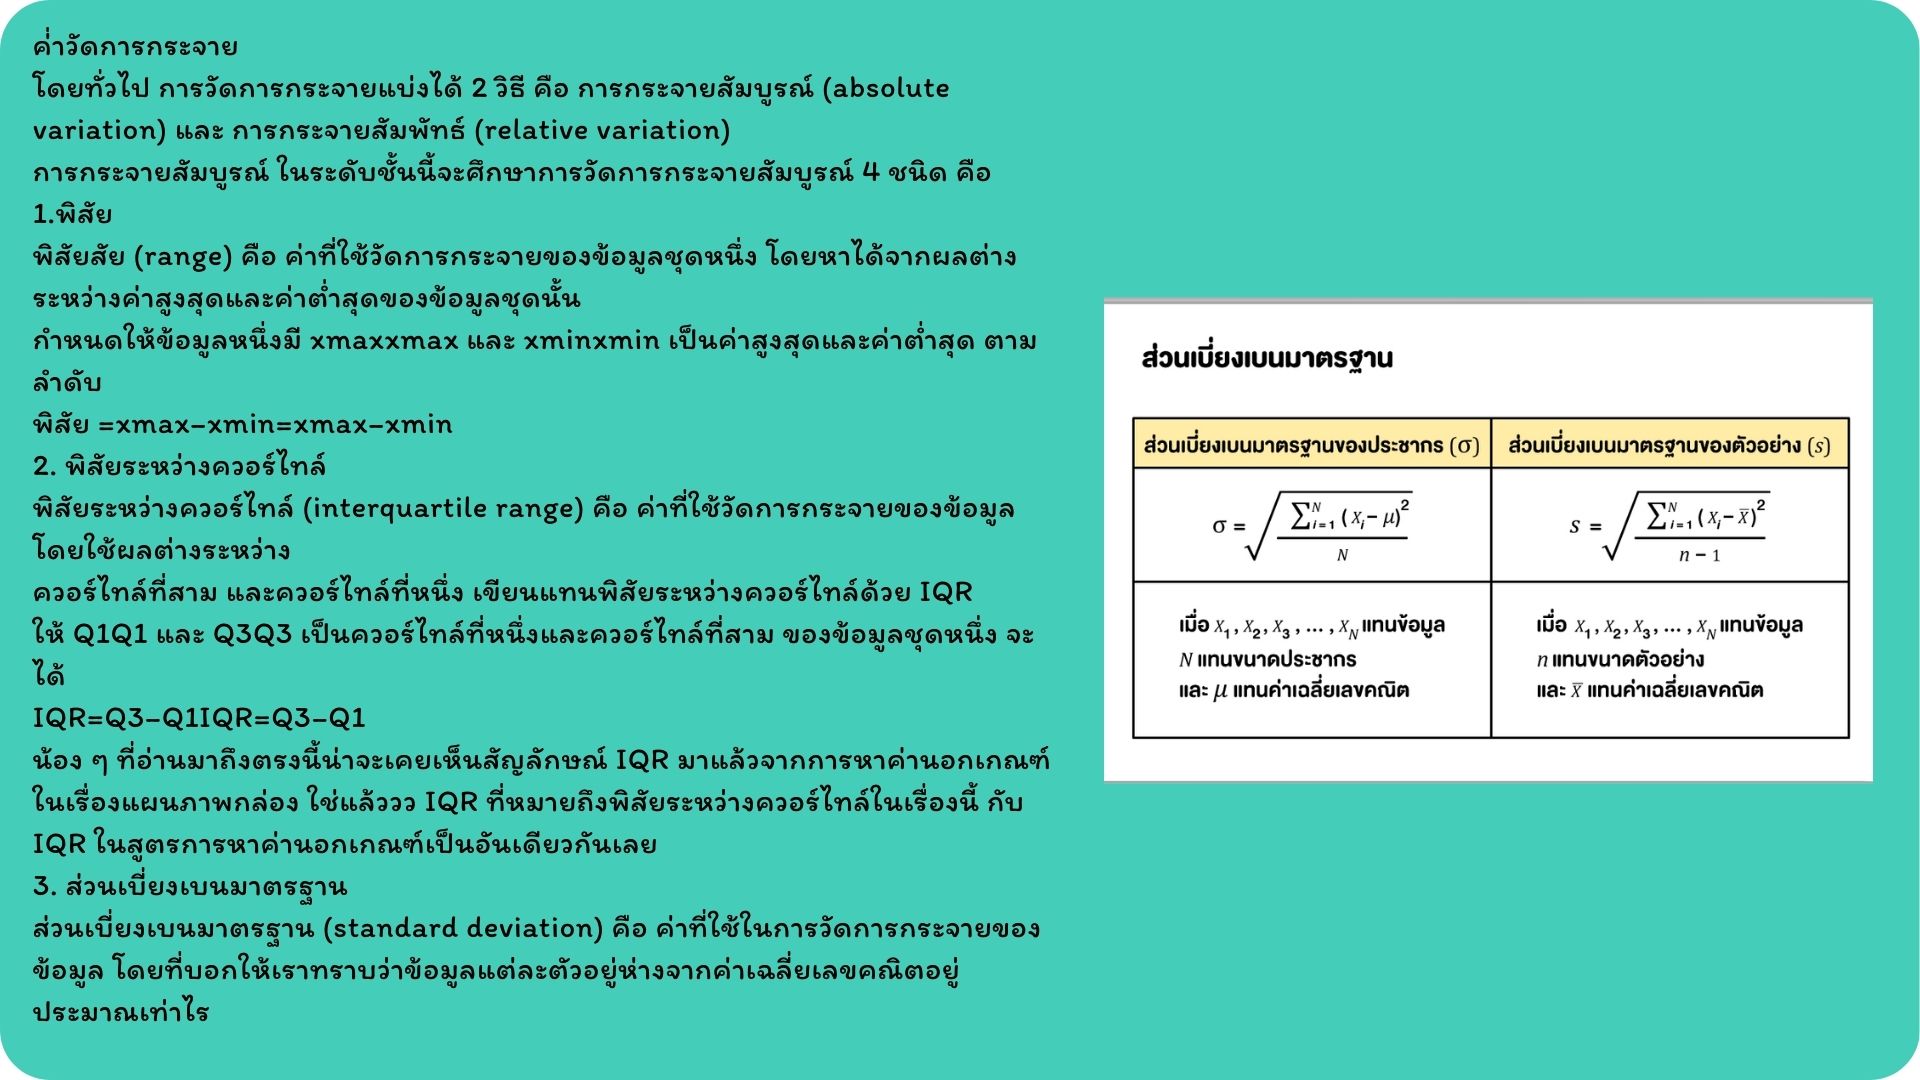 ค่ำวัดการกระจาย
โดยทั่วไป การวัดการกระจายแบ่งได้ 2 วิธี คือ การกระจายสัมบูรณ์ (absolute
variation) และ การกระจายสัมพัทธ์ (relative variation)
การกระจายสัมบูรณ์ ในระดับชั้นนี้จะศึกษาการวัดการกระจายสัมบูรณ์ 4 ชนิด คือ
1.พิสัย
พิสัยสัย (range) คือ ค่าที่ใช้วัดการกระจายของข้อมูลชุดหนึ่ง โดยหาได้จากผลต่าง
ระหว่างค่าสูงสุดและค่าต่ำสุดของข้อมูลชุดนั้น
กำหนดให้ข้อมูลหนึ่งมี xmaxxmax และ xminxmin เป็นค่าสูงสุดและค่าต่ำสุด ตาม
ลำดับ
พิสัย =xmax−xmin=xmax−xmin
2. พิสัยระหว่างควอร์ไทล์
พิสัยระหว่างควอร์ไทล์ (interquartile range) คือ ค่าที่ใช้วัดการกระจายของข้อมูล
โดยใช้ผลต่างระหว่าง
ควอร์ไทล์ที่สาม และควอร์ไทล์ที่หนึ่ง เขียนแทนพิสัยระหว่างควอร์ไทล์ด้วย IQR
ให้ Q1Q1 และ Q3Q3 เป็นควอร์ไทล์ที่หนึ่งและควอร์ไทล์ที่สาม ของข้อมูลชุดหนึ่ง จะ
ได้
IQR=Q3−Q1IQR=Q3−Q1
น้อง ๆ ที่อ่านมาถึงตรงนี้น่าจะเคยเห็นสัญลักษณ์ IQR มาแล้วจากการหาค่านอกเกณฑ์
ในเรื่องแผนภาพกล่อง ใช่แล้ววว IQR ที่หมายถึงพิสัยระหว่างควอร์ไทล์ในเรื่องนี้ กับ
IQR ในสูตรการหาค่านอกเกณฑ์เป็นอันเดียวกันเลย
3. ส่วนเบี่ยงเบนมาตรฐาน
ส่วนเบี่ยงเบนมาตรฐาน (standard deviation) คือ ค่าที่ใช้ในการวัดการกระจายของ
ข้อมูล โดยที่บอกให้เราทราบว่าข้อมูลแต่ละตัวอยู่ห่างจากค่าเฉลี่ยเลขคณิตอยู่
ประมาณเท่าไร
ส่วนเบี่ยงเบนมาตรฐาน
ส่วนเบี่ยงเบนมาตรฐานของประชากร (σ)
σ = √(∑_{i=1}^{N} (X_i − μ)² / N)
เมื่อ X₁, X₂, X₃, ... , X_N แทนข้อมูล
N แทนขนาดประชากร
และ μ แทนค่าเฉลี่ยเลขคณิต
ส่วนเบี่ยงเบนมาตรฐานของตัวอย่าง (s)
s = √(∑_{i=1}^{N} (X_i − x̄)² / n − 1)
เมื่อ X₁, X₂, X₃, ... , X_N แทนข้อมูล
n แทนขนาดตัวอย่าง
และ x̄ แทนค่าเฉลี่ยเลขคณิต